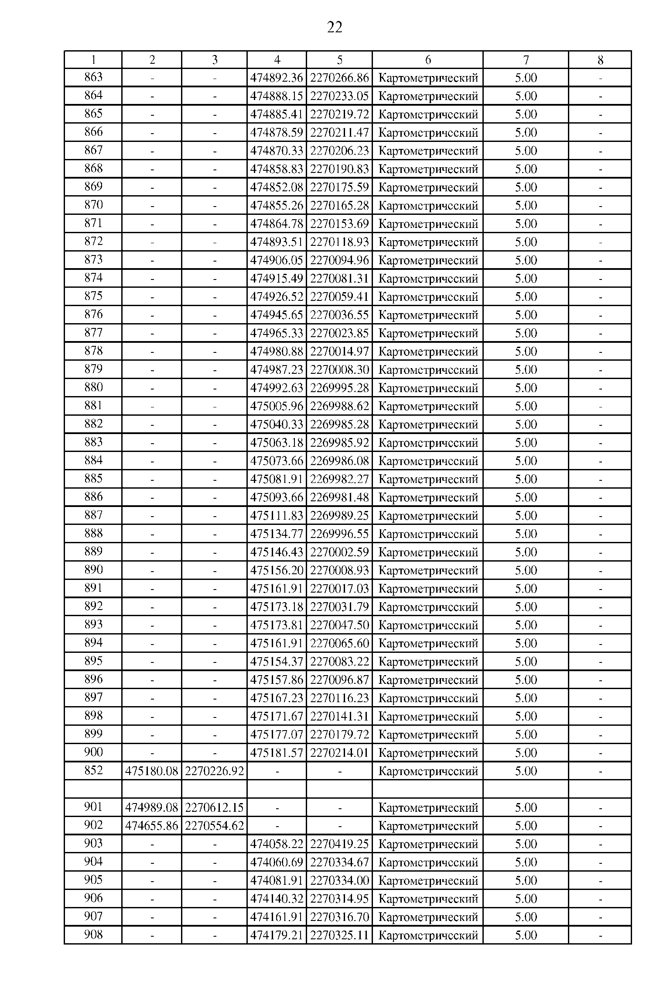 22
1 2 3 4 5 6 7 8
863 - - 474892.36 2270266.86 Картометрический 5.00 -
864 - - 474888.15 2270233.05 Картометрический 5.00 -
865 - - 474885.41 2270219.72 Картометрический 5.00 -
866 - - 474878.59 2270211.47 Картометрический 5.00 -
867 - - 474870.33 2270206.23 Картометрический 5.00 -
868 - - 474858.83 2270190.83 Картометрический 5.00 -
869 - - 474852.08 2270175.59 Картометрический 5.00 -
870 - - 474855.26 2270165.28 Картометрический 5.00 -
871 - - 474864.78 2270153.69 Картометрический 5.00 -
872 - - 474893.51 2270118.93 Картометрический 5.00 -
873 - - 474906.05 2270094.96 Картометрический 5.00 -
874 - - 474915.49 2270081.31 Картометрический 5.00 -
875 - - 474926.52 2270059.41 Картометрический 5.00 -
876 - - 474945.65 2270036.55 Картометрический 5.00 -
877 - - 474965.33 2270023.85 Картометрический 5.00 -
878 - - 474980.88 2270014.97 Картометрический 5.00 -
879 - - 474987.23 2270008.30 Картометрический 5.00 -
880 - - 474992.63 2269995.28 Картометрический 5.00 -
881 - - 475005.96 2269988.62 Картометрический 5.00 -
882 - - 475040.33 2269985.28 Картометрический 5.00 -
883 - - 475063.18 2269985.92 Картометрический 5.00 -
884 - - 475073.66 2269986.08 Картометрический 5.00 -
885 - - 475081.91 2269982.27 Картометрический 5.00 -
886 - - 475093.66 2269981.48 Картометрический 5.00 -
887 - - 475111.83 2269989.25 Картометрический 5.00 -
888 - - 475134.77 2269996.55 Картометрический 5.00 -
889 - - 475146.43 2270002.59 Картометрический 5.00 -
890 - - 475156.20 2270008.93 Картометрический 5.00 -
891 - - 475161.91 2270017.03 Картометрический 5.00 -
892 - - 475173.18 2270031.79 Картометрический 5.00 -
893 - - 475173.81 2270047.50 Картометрический 5.00 -
894 - - 475161.91 2270065.60 Картометрический 5.00 -
895 - - 475154.37 2270083.22 Картометрический 5.00 -
896 - - 475157.86 2270096.87 Картометрический 5.00 -
897 - - 475167.23 2270116.23 Картометрический 5.00 -
898 - - 475171.67 2270141.31 Картометрический 5.00 -
899 - - 475177.07 2270179.72 Картометрический 5.00 -
900 - - 475181.57 2270214.01 Картометрический 5.00 -
852 475180.08 2270226.92 - - Картометрический 5.00 -
901 474989.08 2270612.15 - - Картометрический 5.00 -
902 474655.86 2270554.62 - - Картометрический 5.00 -
903 - - 474058.22 2270419.25 Картометрический 5.00 -
904 - - 474060.69 2270334.67 Картометрический 5.00 -
905 - - 474081.91 2270334.00 Картометрический 5.00 -
906 - - 474140.32 2270314.95 Картометрический 5.00 -
907 - - 474161.91 2270316.70 Картометрический 5.00 -
908 - - 474179.21 2270325.11 Картометрический 5.00 -